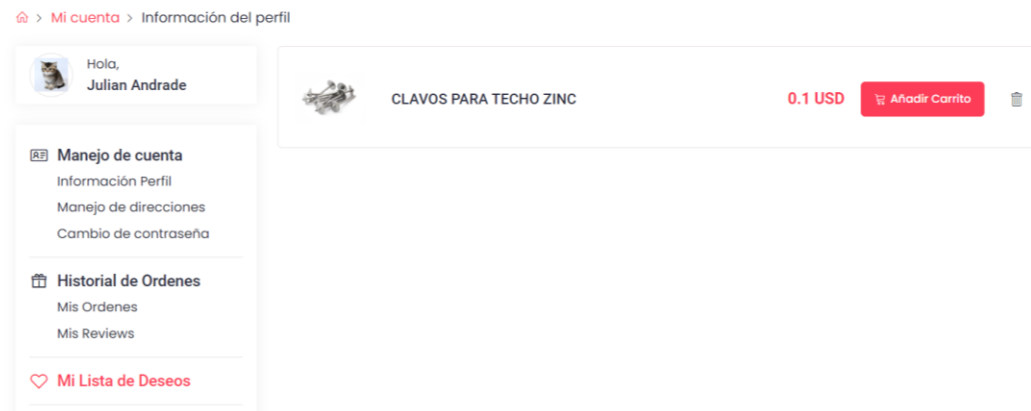 > Mi cuenta > Información del perfil
Hola,
Julian Andrade
CLAVOS PARA TECHO ZINC
0.1 USD
Añadir Carrito
Manejo de cuenta
Información Perfil
Manejo de direcciones
Cambio de contraseña
Historial de Ordenes
Mis Ordenes
Mis Reviews
Mi Lista de Deseos